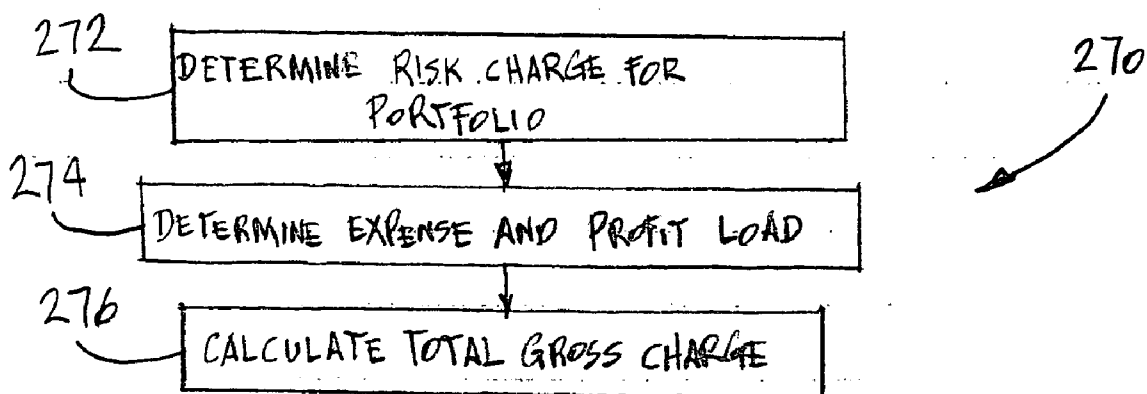 272
DETERMINE RISK CHARGE FOR
PORTFOLIO
270
274
DETERMINE EXPENSE AND PROFIT LOAD
276
CALCULATE TOTAL GROSS CHARGE